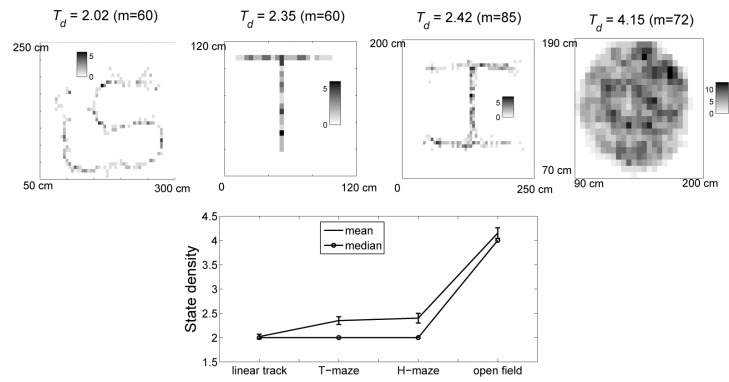 T_d = 2.02 (m=60)
T_d = 2.35 (m=60)
T_d = 2.42 (m=85)
T_d = 4.15 (m=72)
250 cm
5
0
50 cm
300 cm
120 cm
5
0
0
120 cm
200 cm
5
0
0
250 cm
190 cm
10
5
0
70 cm
90 cm
200 cm
4.5
4
3.5
3
2.5
2
1.5
State density
mean
median
linear track
T−maze
H−maze
open field